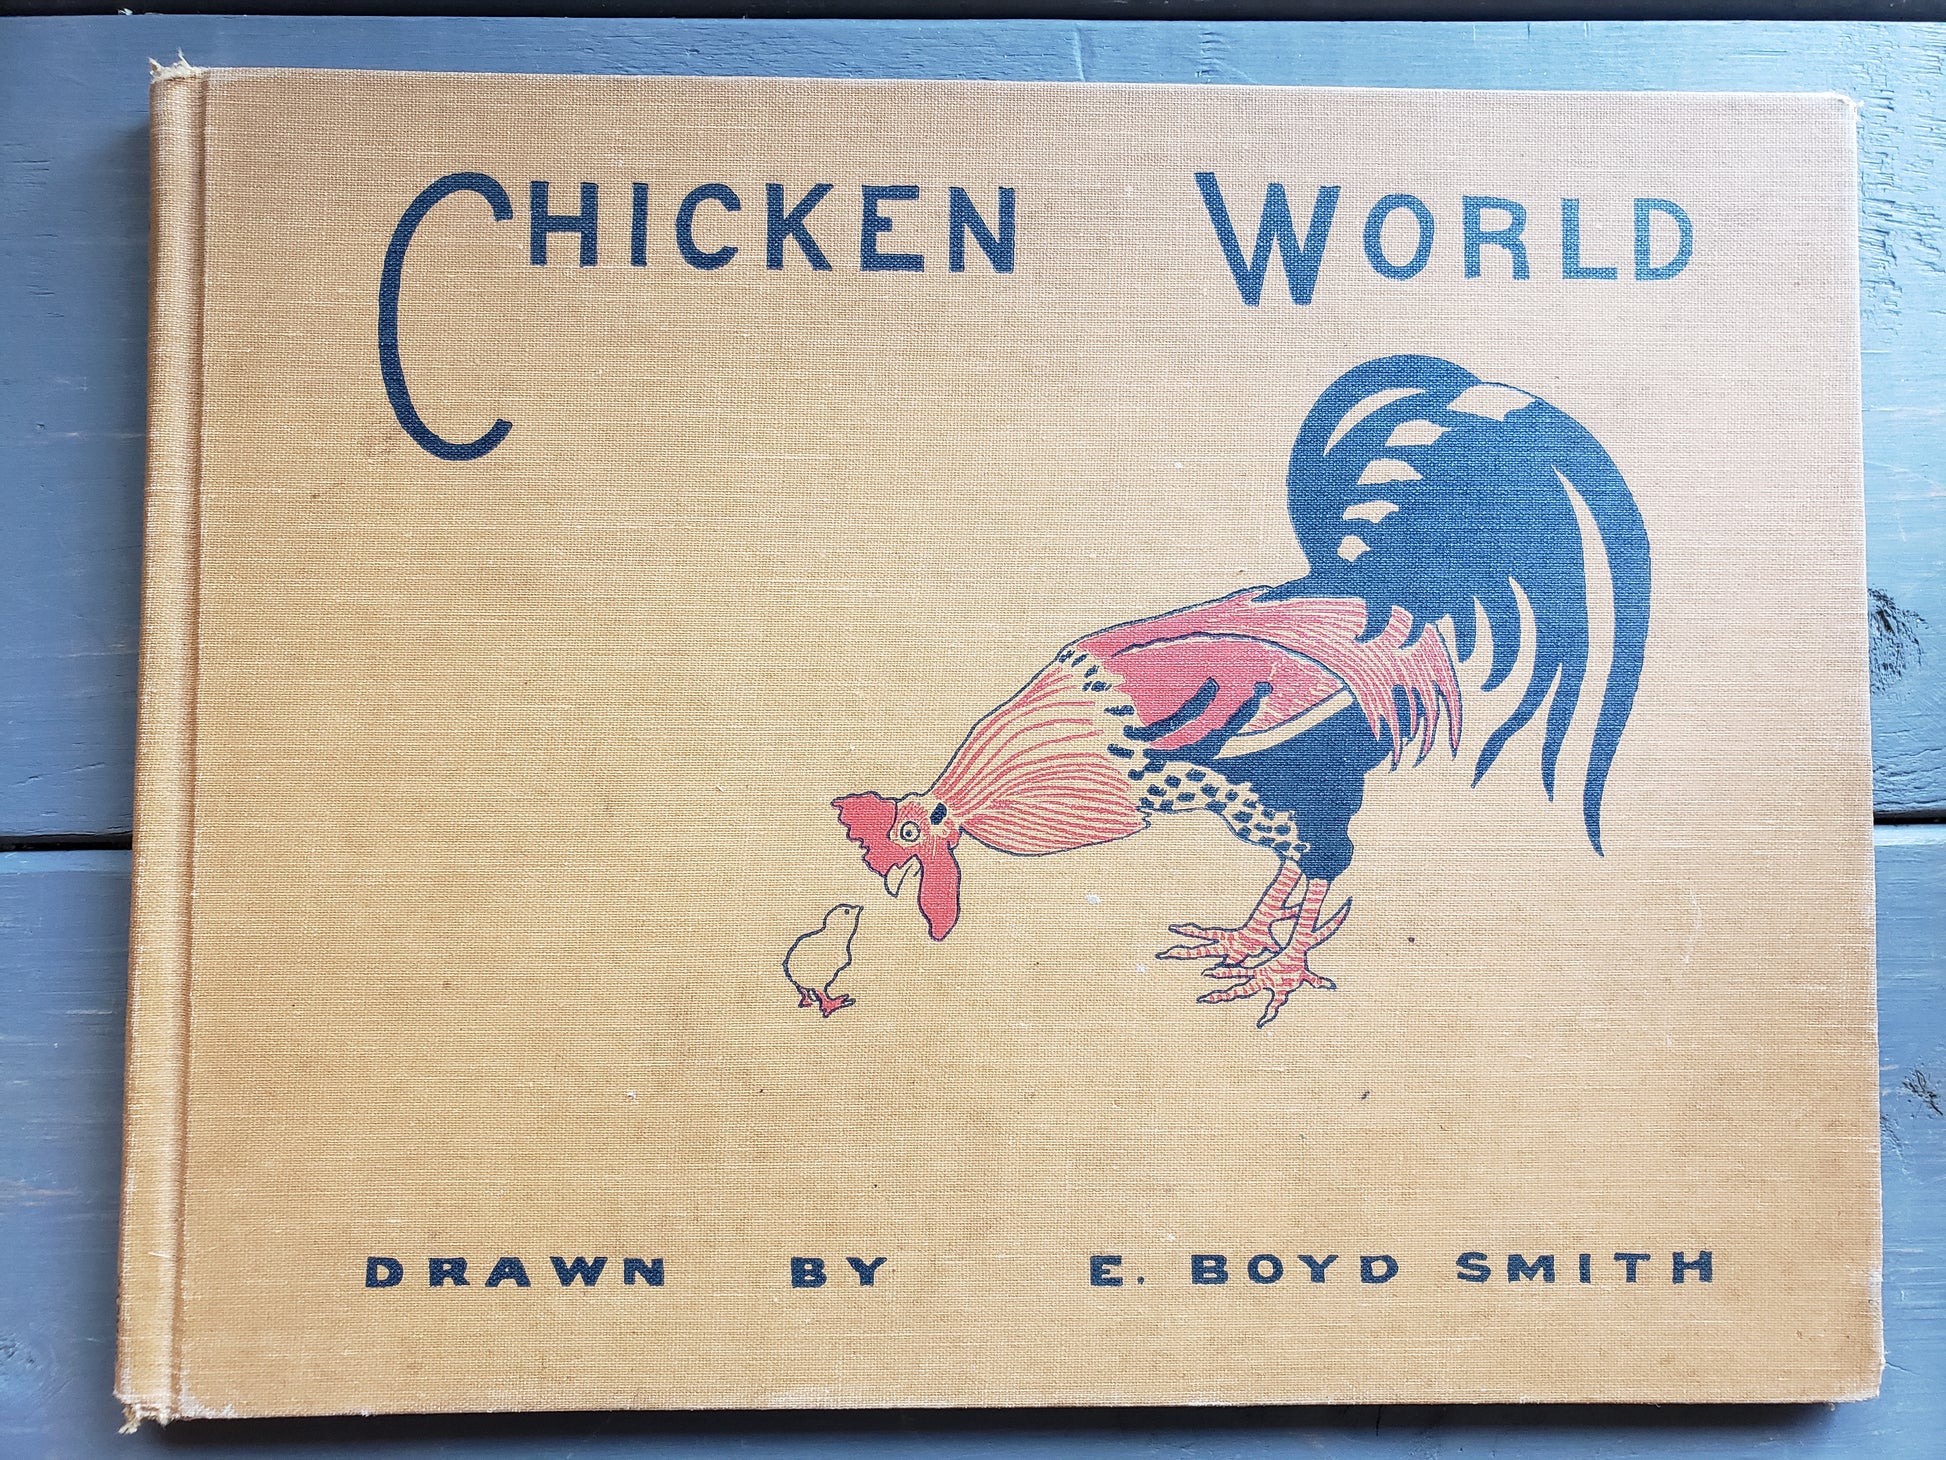 CHICKEN WORLD
DRAWN BY E. BOYD SMITH